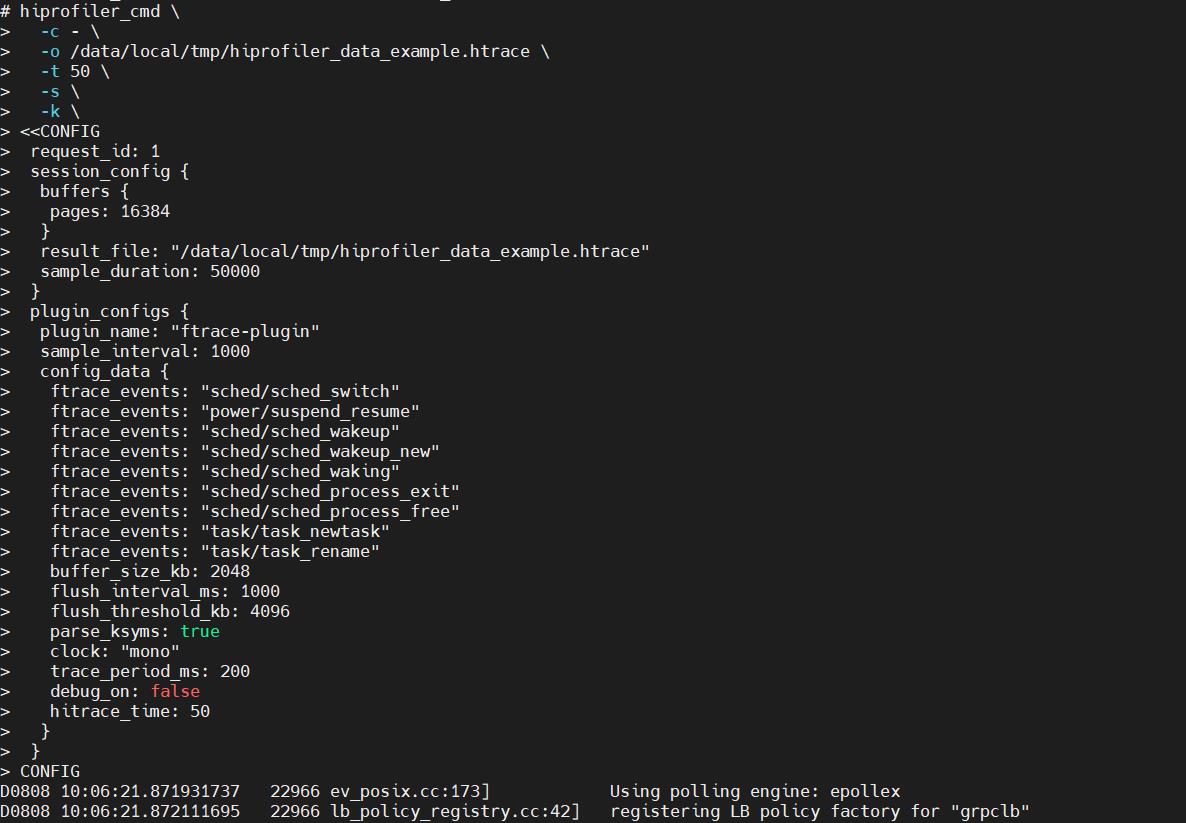 # hiprofiler_cmd \
>   -c - \
>   -o /data/local/tmp/hiprofiler_data_example.htrace \
>   -t 50 \
>   -s \
>   -k \
> <<CONFIG
>  request_id: 1
>  session_config {
>   buffers {
>    pages: 16384
>   }
>   result_file: "/data/local/tmp/hiprofiler_data_example.htrace"
>   sample_duration: 50000
>  }
>  plugin_configs {
>   plugin_name: "ftrace-plugin"
>   sample_interval: 1000
>   config_data {
>    ftrace_events: "sched/sched_switch"
>    ftrace_events: "power/suspend_resume"
>    ftrace_events: "sched/sched_wakeup"
>    ftrace_events: "sched/sched_wakeup_new"
>    ftrace_events: "sched/sched_waking"
>    ftrace_events: "sched/sched_process_exit"
>    ftrace_events: "sched/sched_process_free"
>    ftrace_events: "task/task_newtask"
>    ftrace_events: "task/task_rename"
>    buffer_size_kb: 2048
>    flush_interval_ms: 1000
>    flush_threshold_kb: 4096
>    parse_ksyms: true
>    clock: "mono"
>    trace_period_ms: 200
>    debug_on: false
>    hitrace_time: 50
>   }
>  }
> CONFIG
D0808 10:06:21.871931737   22966 ev_posix.cc:173]            Using polling engine: epollex
D0808 10:06:21.872111695   22966 lb_policy_registry.cc:42]   registering LB policy factory for "grpclb"